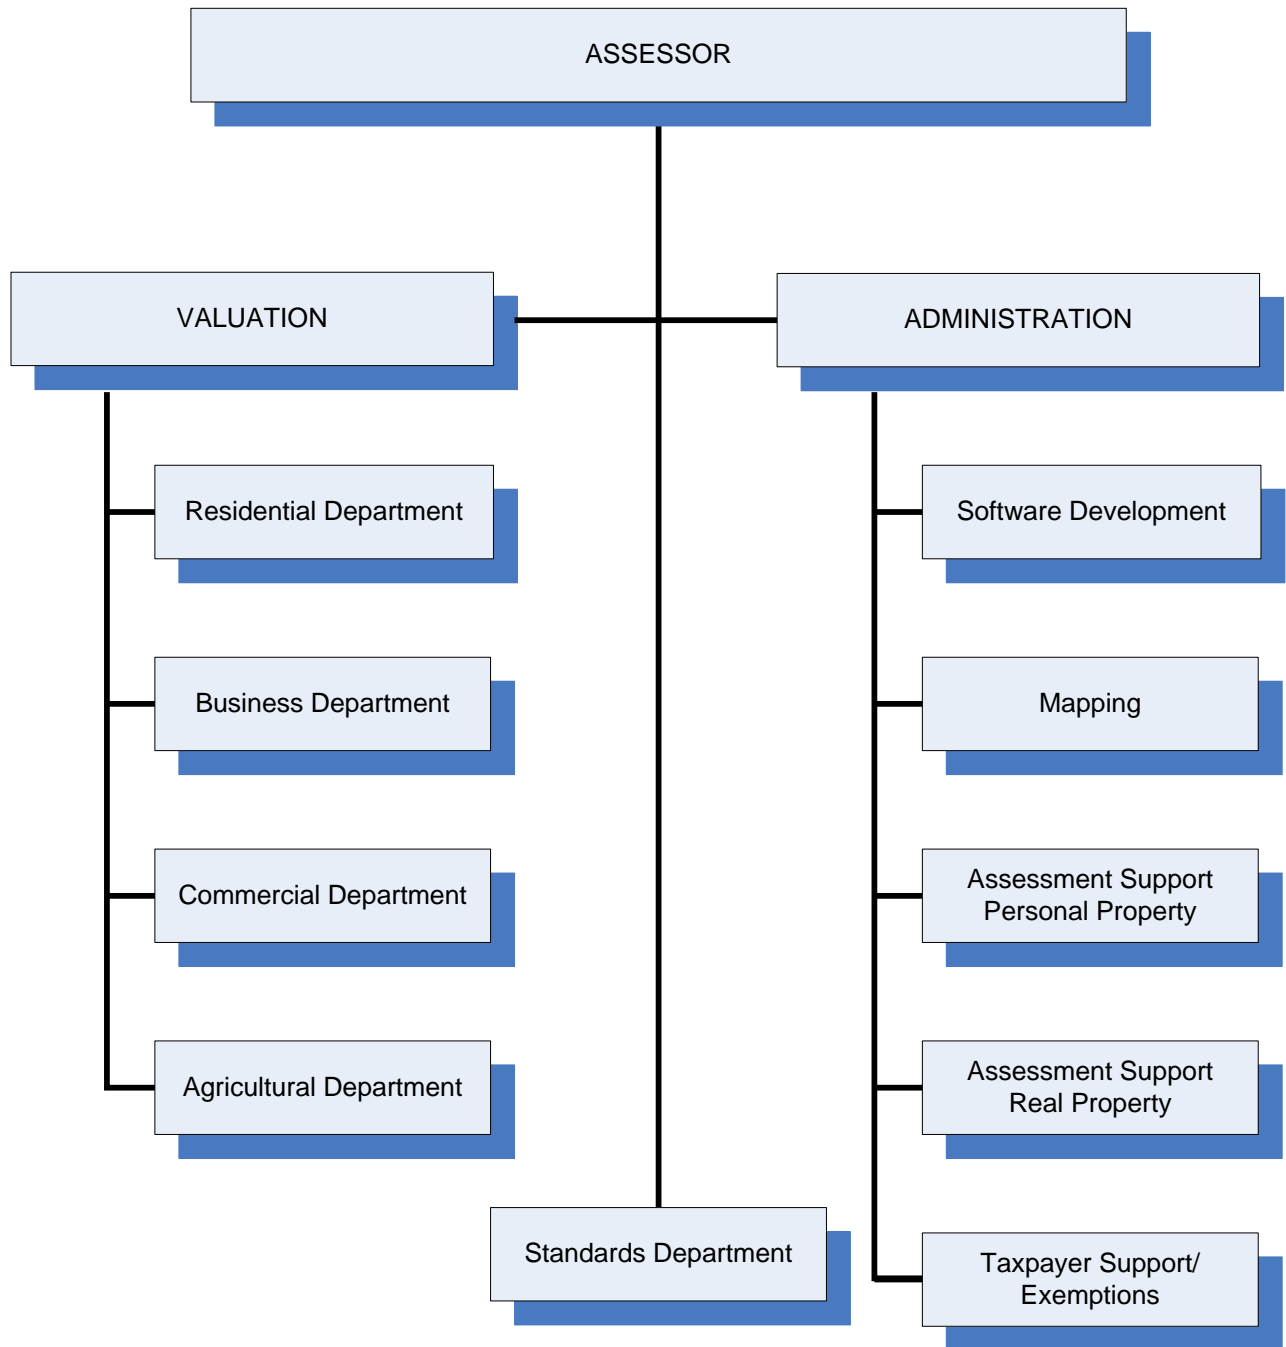 ASSESSOR
VALUATION
ADMINISTRATION
Residential Department
Software Development
Business Department
Mapping
Commercial Department
Assessment Support
Personal Property
Agricultural Department
Assessment Support
Real Property
Standards Department
Taxpayer Support/
Exemptions